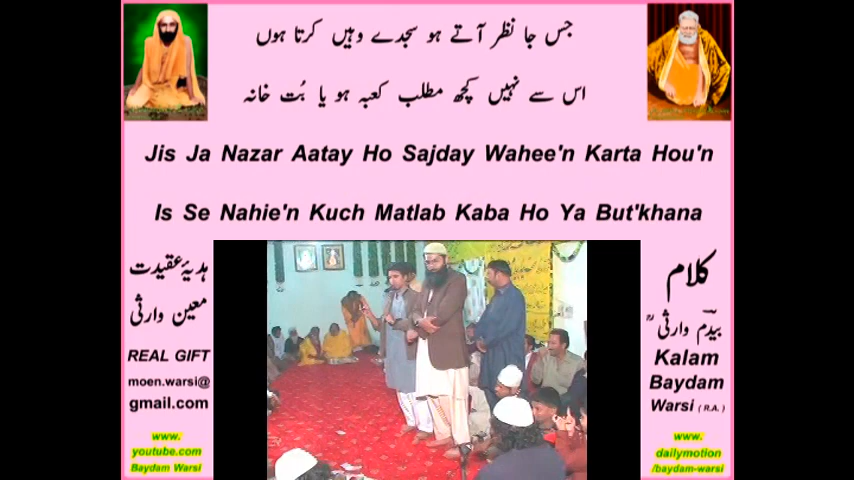 جس جا نظر آتے ہو سجدے وہیں کرتا ہوں
اس سے نہیں کچھ مطلب کعبہ ہو یا بُت خانہ
Jis Ja Nazar Aatay Ho Sajday Wahee'n Karta Hou'n
Is Se Nahie'n Kuch Matlab Kaba Ho Ya But'khana
ہدیۂ عقیدت
معین وارثی
REAL GIFT
moen.warsi@
gmail.com
www.
youtube.com
Baydam Warsi
کلام
بیدم وارثی
Kalam
Baydam
Warsi ( R.A. )
www.
dailymotion
/baydam-warsi